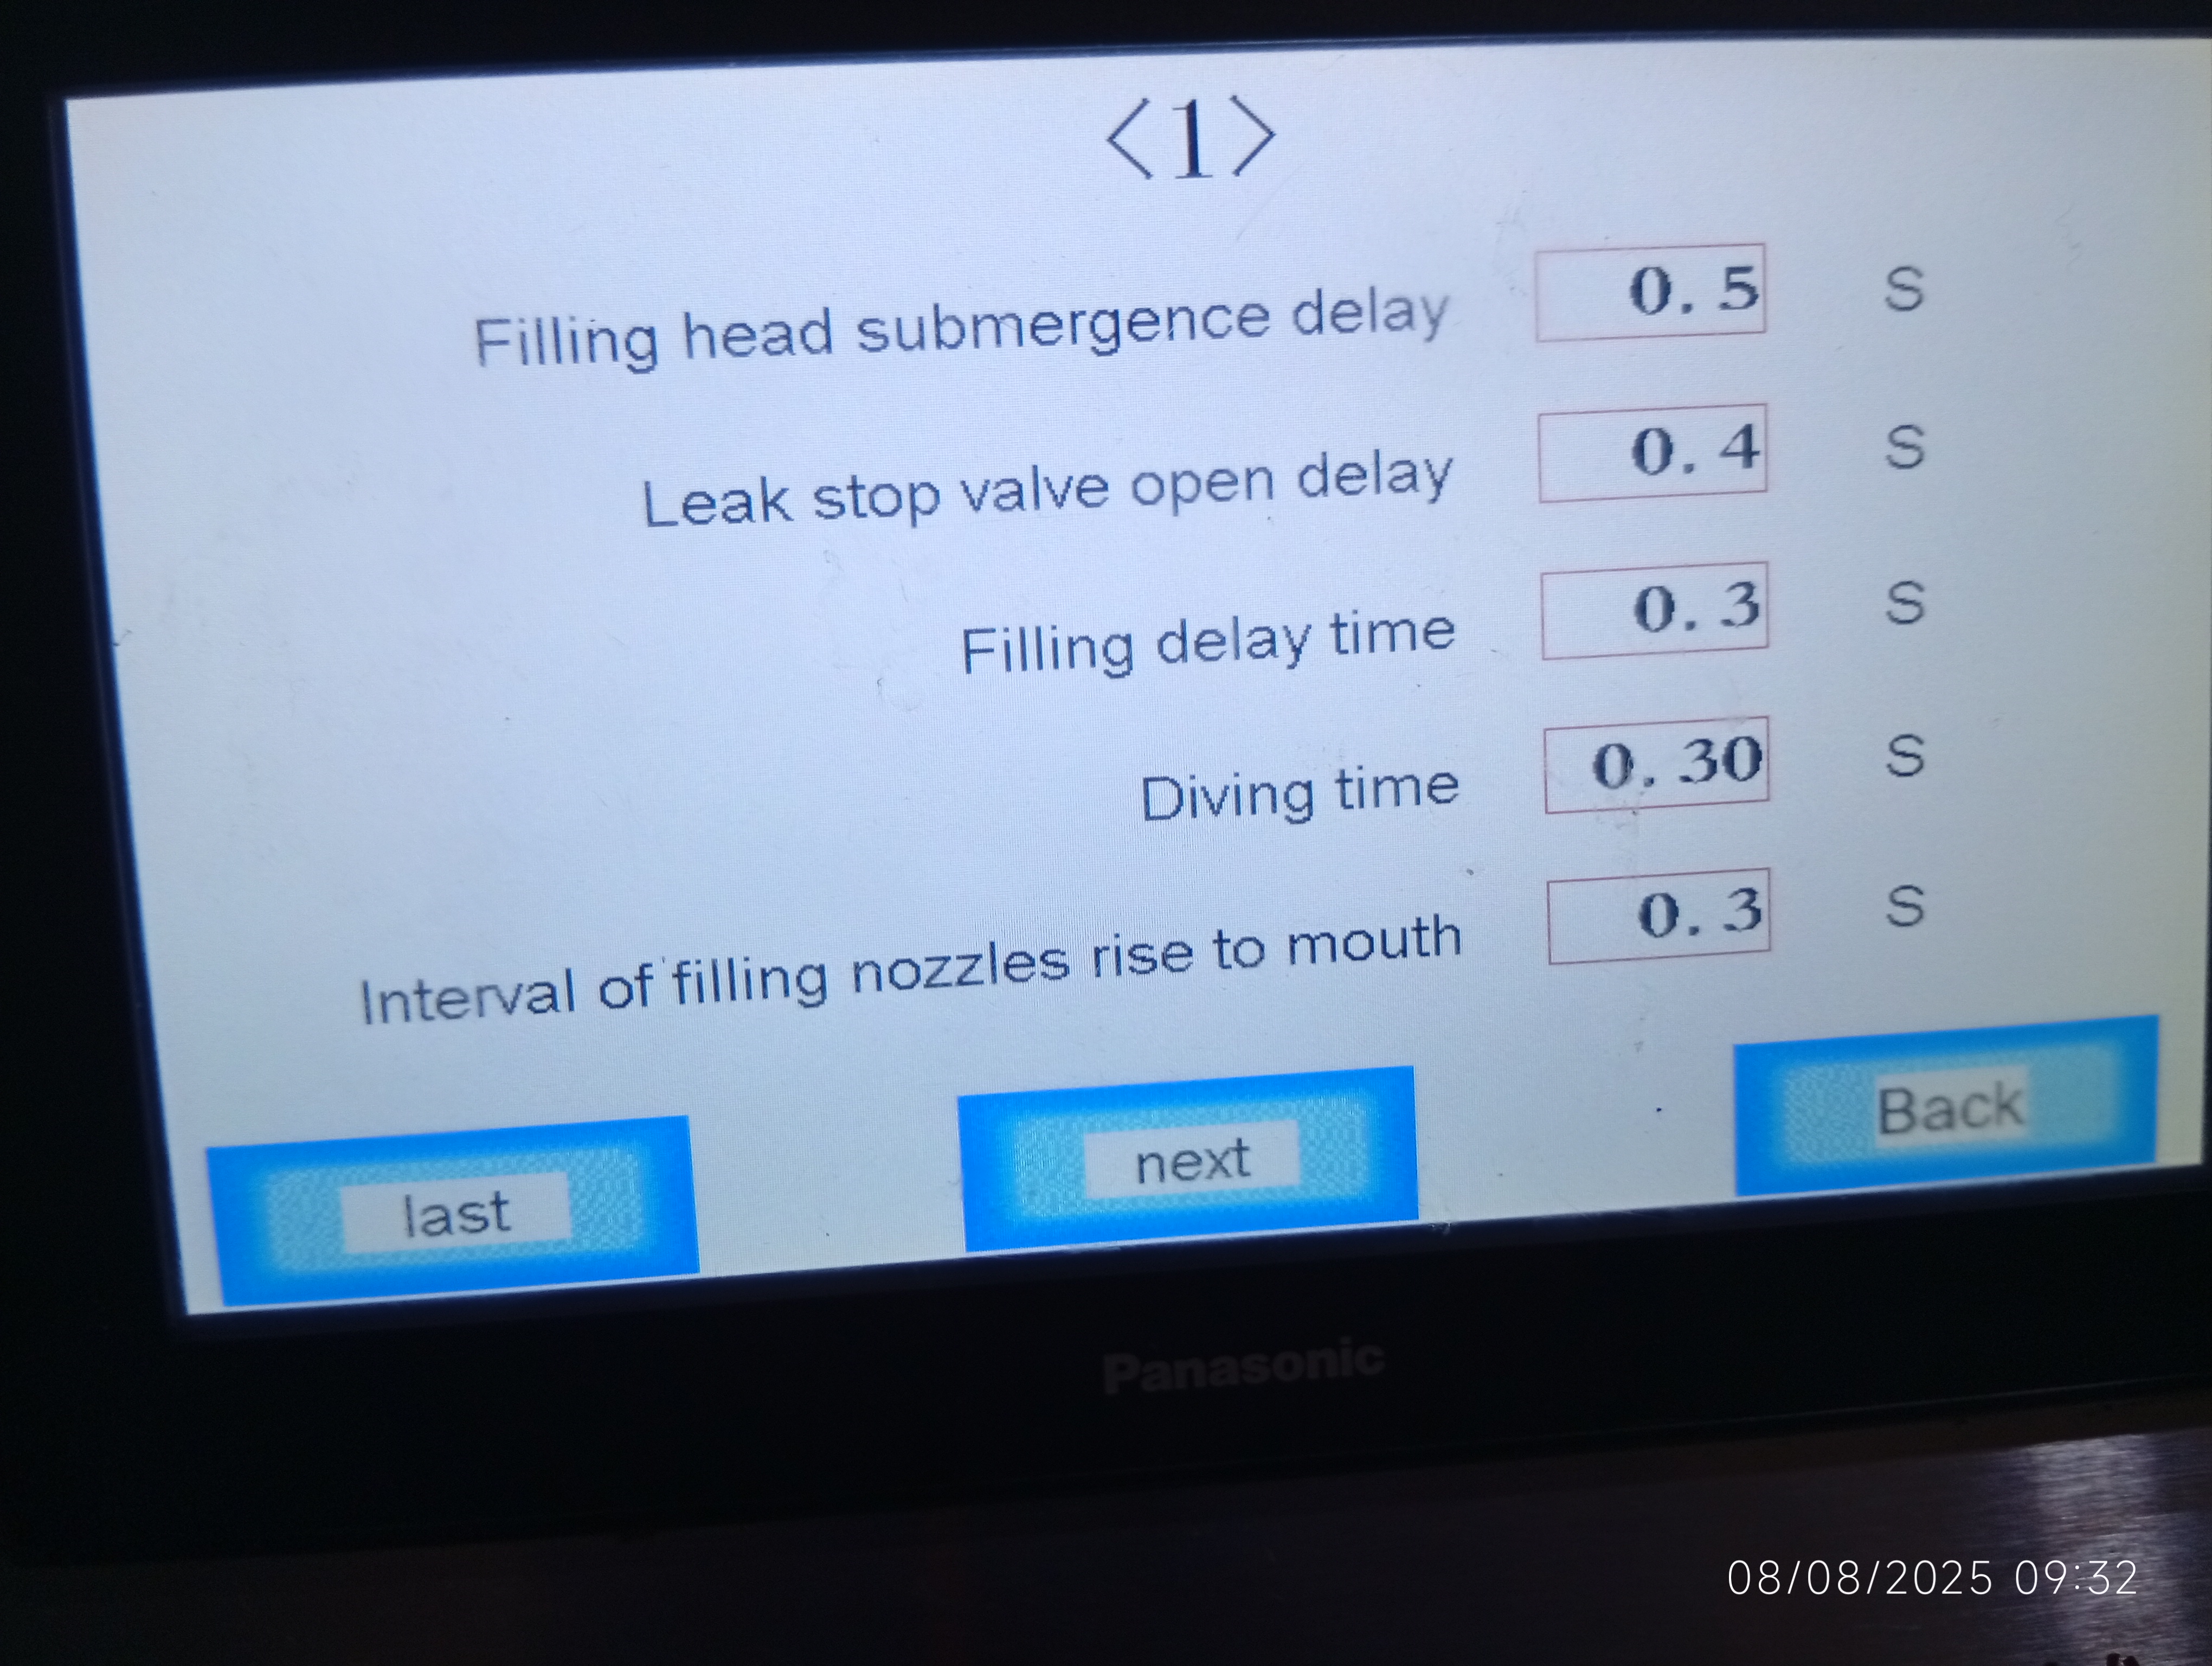 <1>
Filling head submergence delay 0.5 S
Leak stop valve open delay 0.4 S
Filling delay time 0.3 S
Diving time 0.30 S
Interval of filling nozzles rise to mouth 0.3 S
last next Back
Panasonic
08/08/2025 09:32